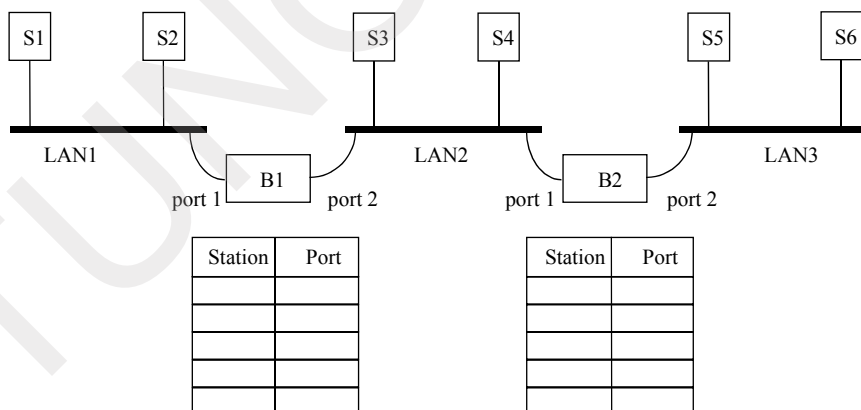 S1 S2 S3 S4 S5 S6
LAN1 LAN2 LAN3
B1 B2
port 1 port 2 port 1 port 2
Station Port Station Port